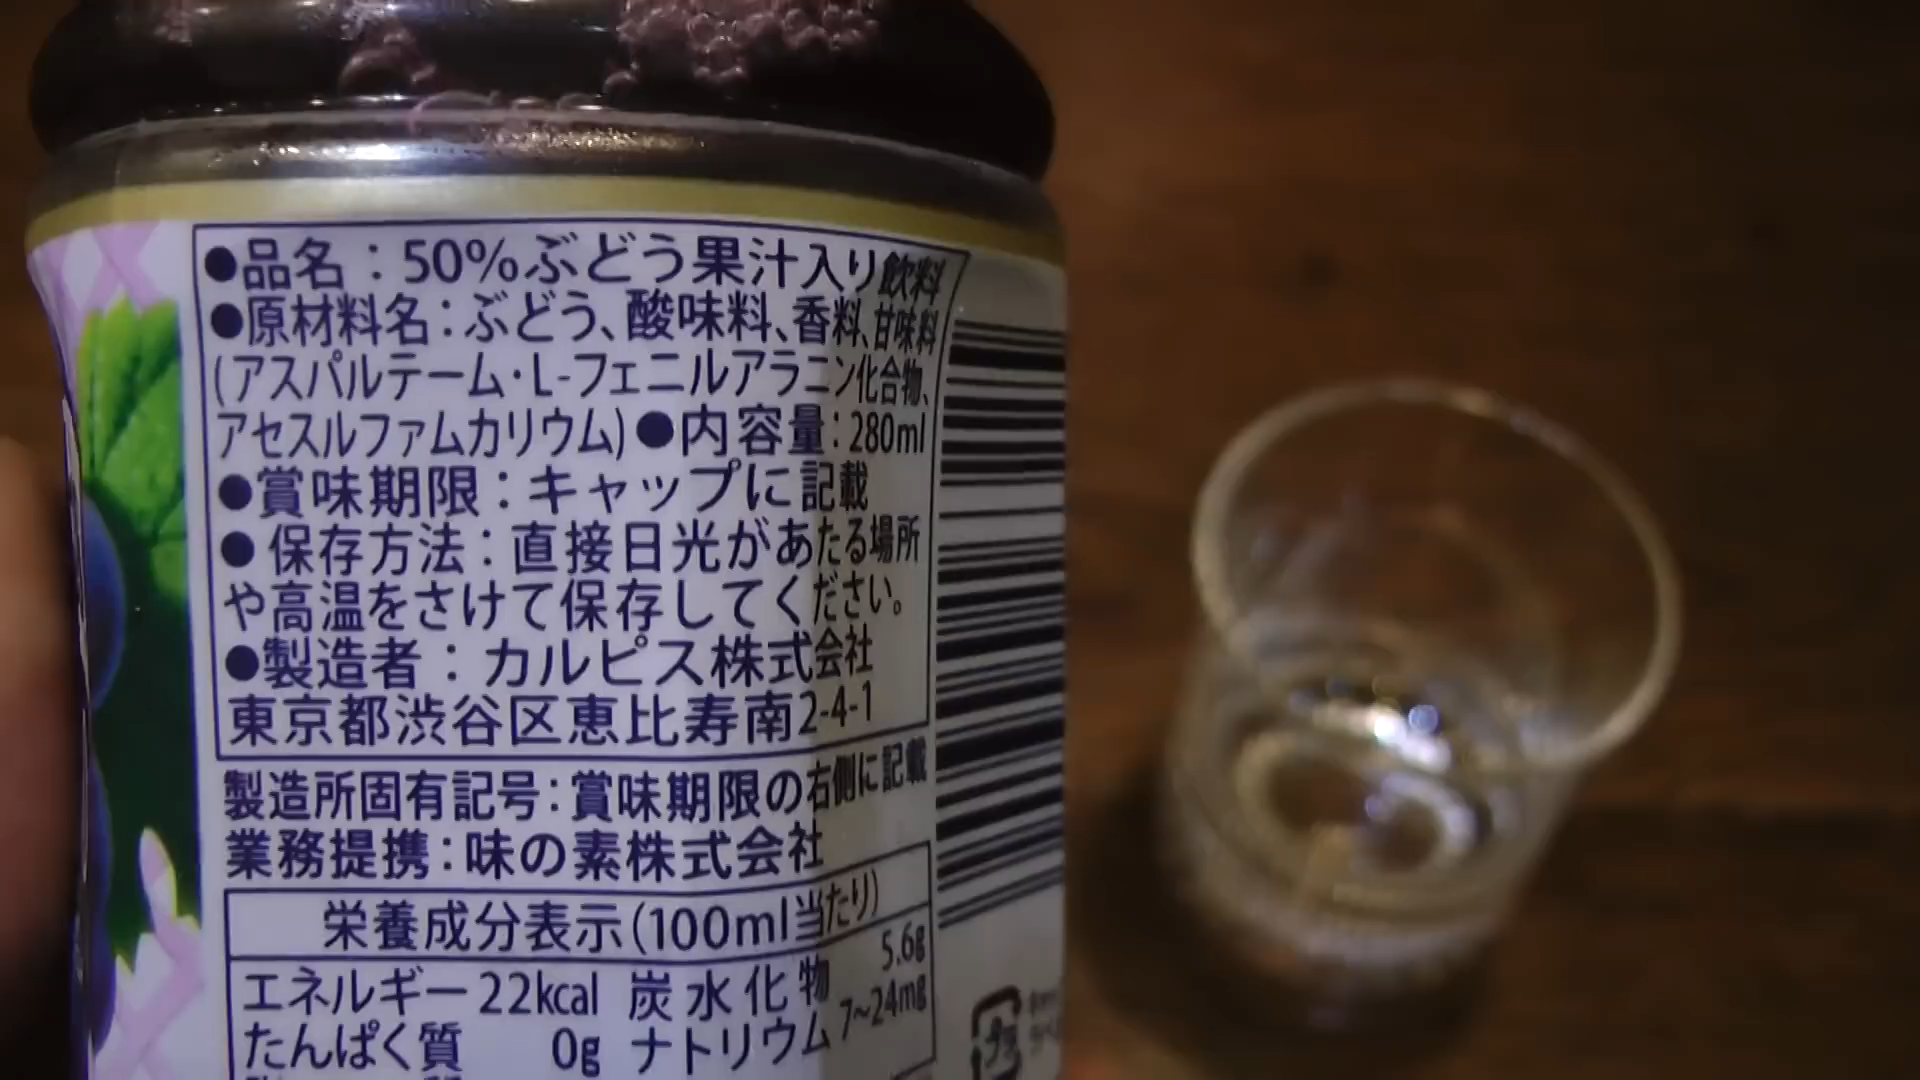 ●品名：50%ぶどう果汁入り飲料
●原材料名：ぶどう、酸味料、香料、甘味料
(アスパルテーム・L-フェニルアラニン化合物、
アセスルファムカリウム)●内容量：280ml
●賞味期限：キャップに記載
●保存方法：直接日光があたる場所
や高温をさけて保存してください。
●製造者：カルピス株式会社
東京都渋谷区恵比寿南2-4-1
製造所固有記号：賞味期限の右側に記載
業務提携：味の素株式会社
栄養成分表示(100ml当たり)
エネルギー 22kcal 炭水化物 5.6g
たんぱく質 0g ナトリウム 7~24mg